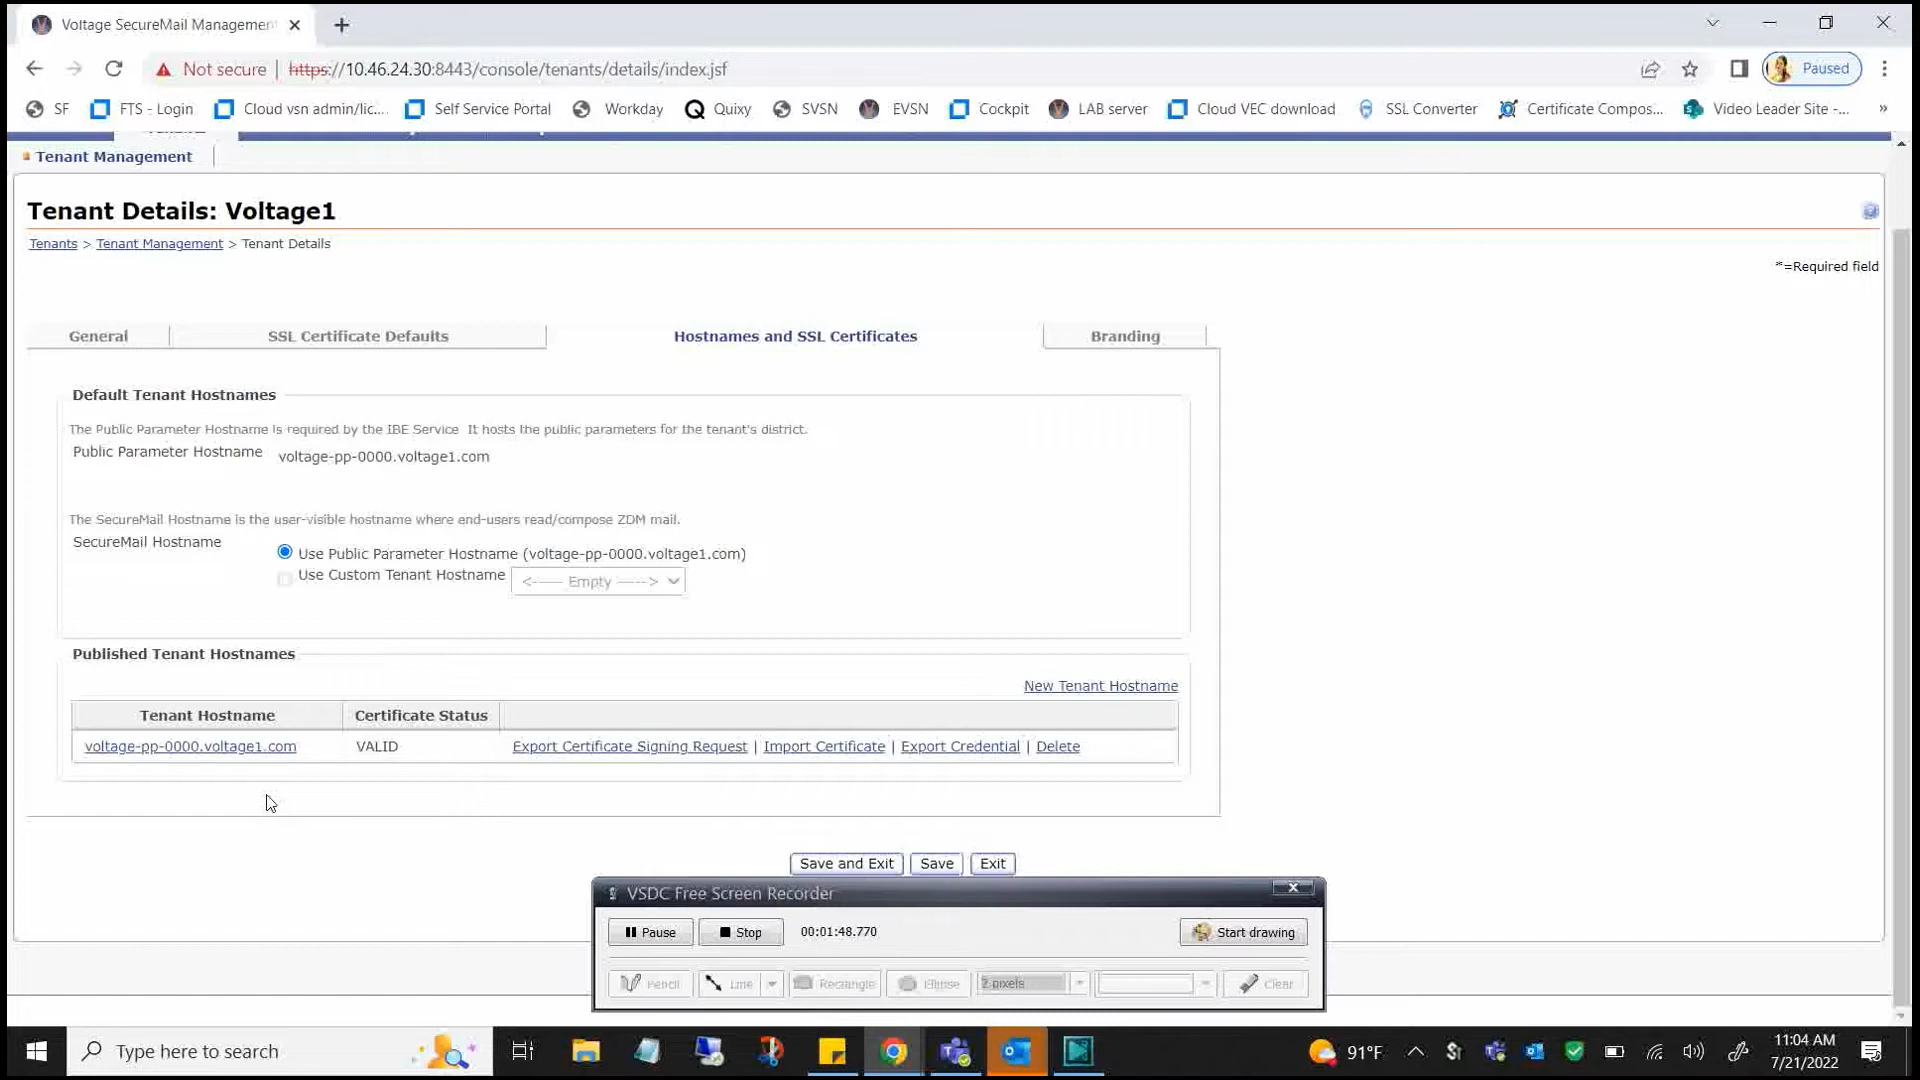 Voltage SecureMail Management
Not secure | https://10.46.24.30:8443/console/tenants/details/index.jsf
Paused
SF FTS - Login Cloud vsn admin/lic... Self Service Portal Workday Quixy SVSN EVSN Cockpit LAB server Cloud VEC download SSL Converter Certificate Compos... Video Leader Site -... »
Tenant Management
Tenant Details: Voltage1
Tenants > Tenant Management > Tenant Details
*=Required field
General SSL Certificate Defaults Hostnames and SSL Certificates Branding
Default Tenant Hostnames
The Public Parameter Hostname is required by the IBE Service It hosts the public parameters for the tenant's district.
Public Parameter Hostname voltage-pp-0000.voltage1.com
The SecureMail Hostname is the user-visible hostname where end-users read/compose ZDM mail.
SecureMail Hostname
Use Public Parameter Hostname (voltage-pp-0000.voltage1.com)
Use Custom Tenant Hostname <------ Empty ----->
Published Tenant Hostnames
New Tenant Hostname
Tenant Hostname Certificate Status
voltage-pp-0000.voltage1.com VALID Export Certificate Signing Request | Import Certificate | Export Credential | Delete
Save and Exit Save Exit
VSDC Free Screen Recorder
Pause Stop 00:01:48.770 Start drawing
Pencil Line Rectangle Ellipse 2 pixels Clear
Type here to search
91°F
11:04 AM
7/21/2022